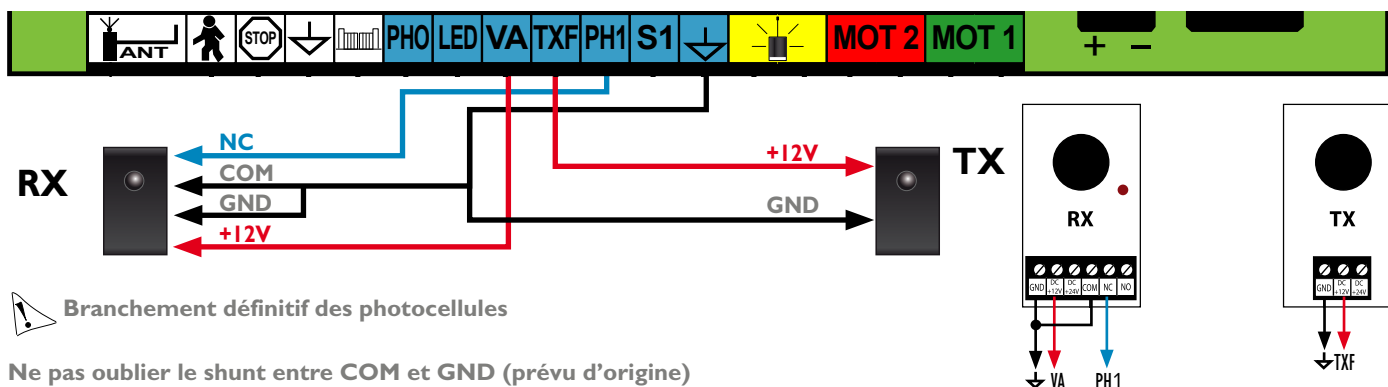 ANT STOP PHO LED VA TXF PH1 S1 MOT 2 MOT 1 + −
NC
RX
COM
GND
+12V
+12V
TX
GND
RX
GND DC +12V DC +24V COM NC NO
VA PH1
TX
GND DC +12V DC +24V
TXF
Branchement définitif des photocellules
Ne pas oublier le shunt entre COM et GND (prévu d’origine)